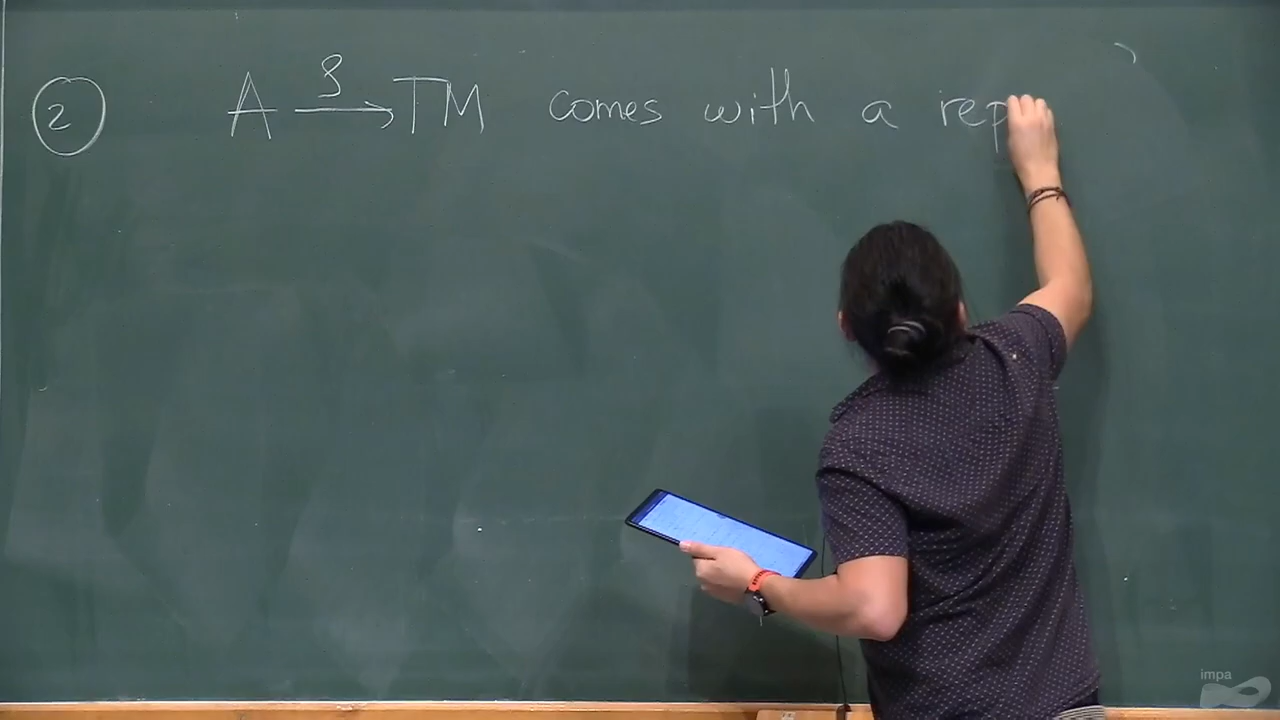 ② A →ρ TM comes with a rep
impa